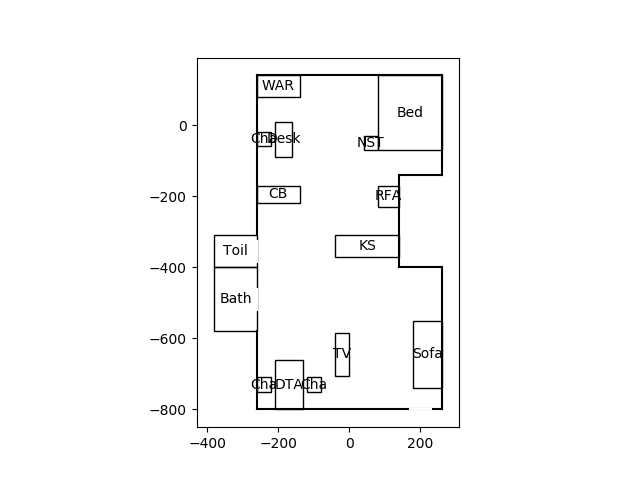 WAR
Bed
0
Cha
Desk
NST
−200
CB
RFA
Toil
KS
−400
Bath
−600
TV
Sofa
Cha
DTA
Cha
−800
−400
−200
0
200